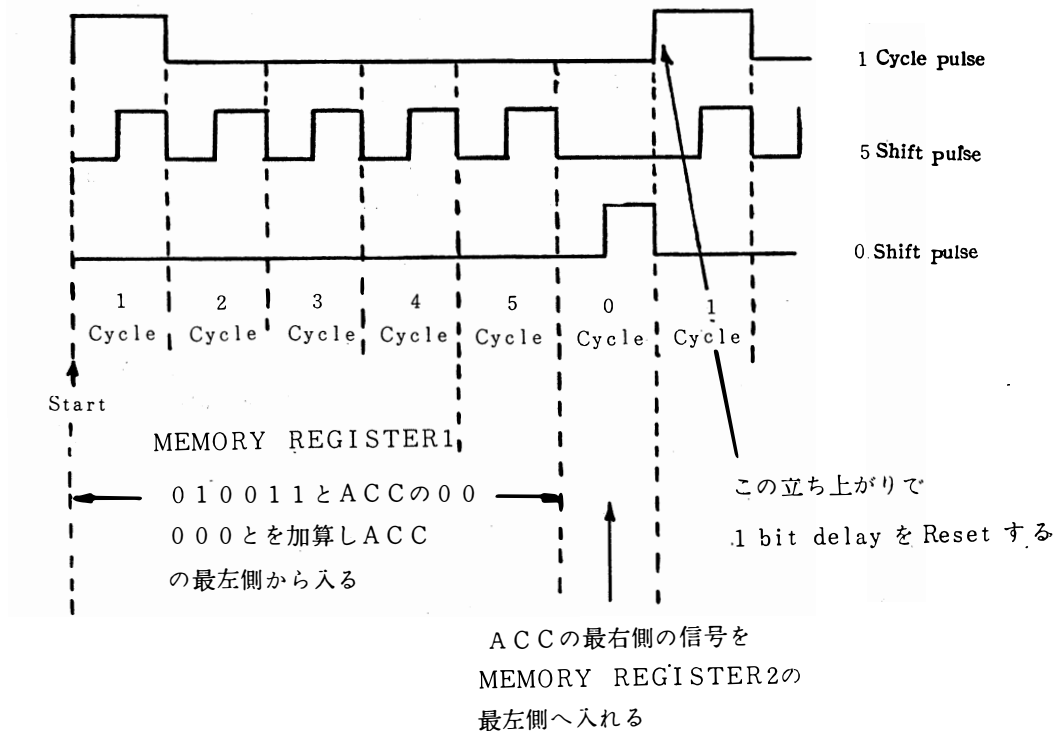 1 Cycle pulse
5 Shift pulse
0 Shift pulse
1 2 3 4 5 0 1
Cycle Cycle Cycle Cycle Cycle Cycle Cycle
Start
MEMORY REGISTER1
010011とACCの00
000とを加算しACC
の最左側から入る
この立ち上がりで
1 bit delay を Reset する
ACCの最右側の信号を
MEMORY REGISTER2の
最左側へ入れる